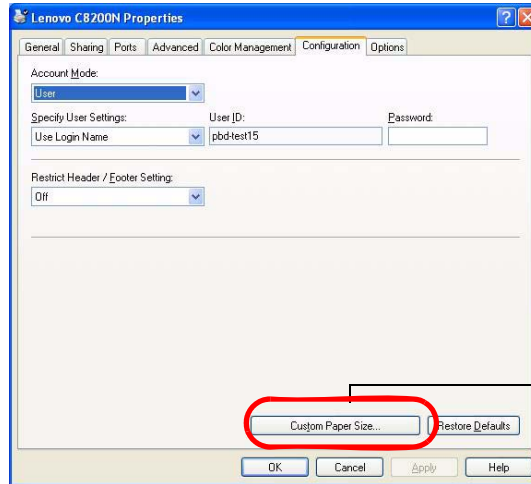 Lenovo C8200N Properties
General Sharing Ports Advanced Color Management Configuration Options
Account Mode:
User
Specify User Settings: User ID: Password:
Use Login Name pbd-test15
Restrict Header / Footer Setting:
Off
Custom Paper Size... Restore Defaults
OK Cancel Apply Help